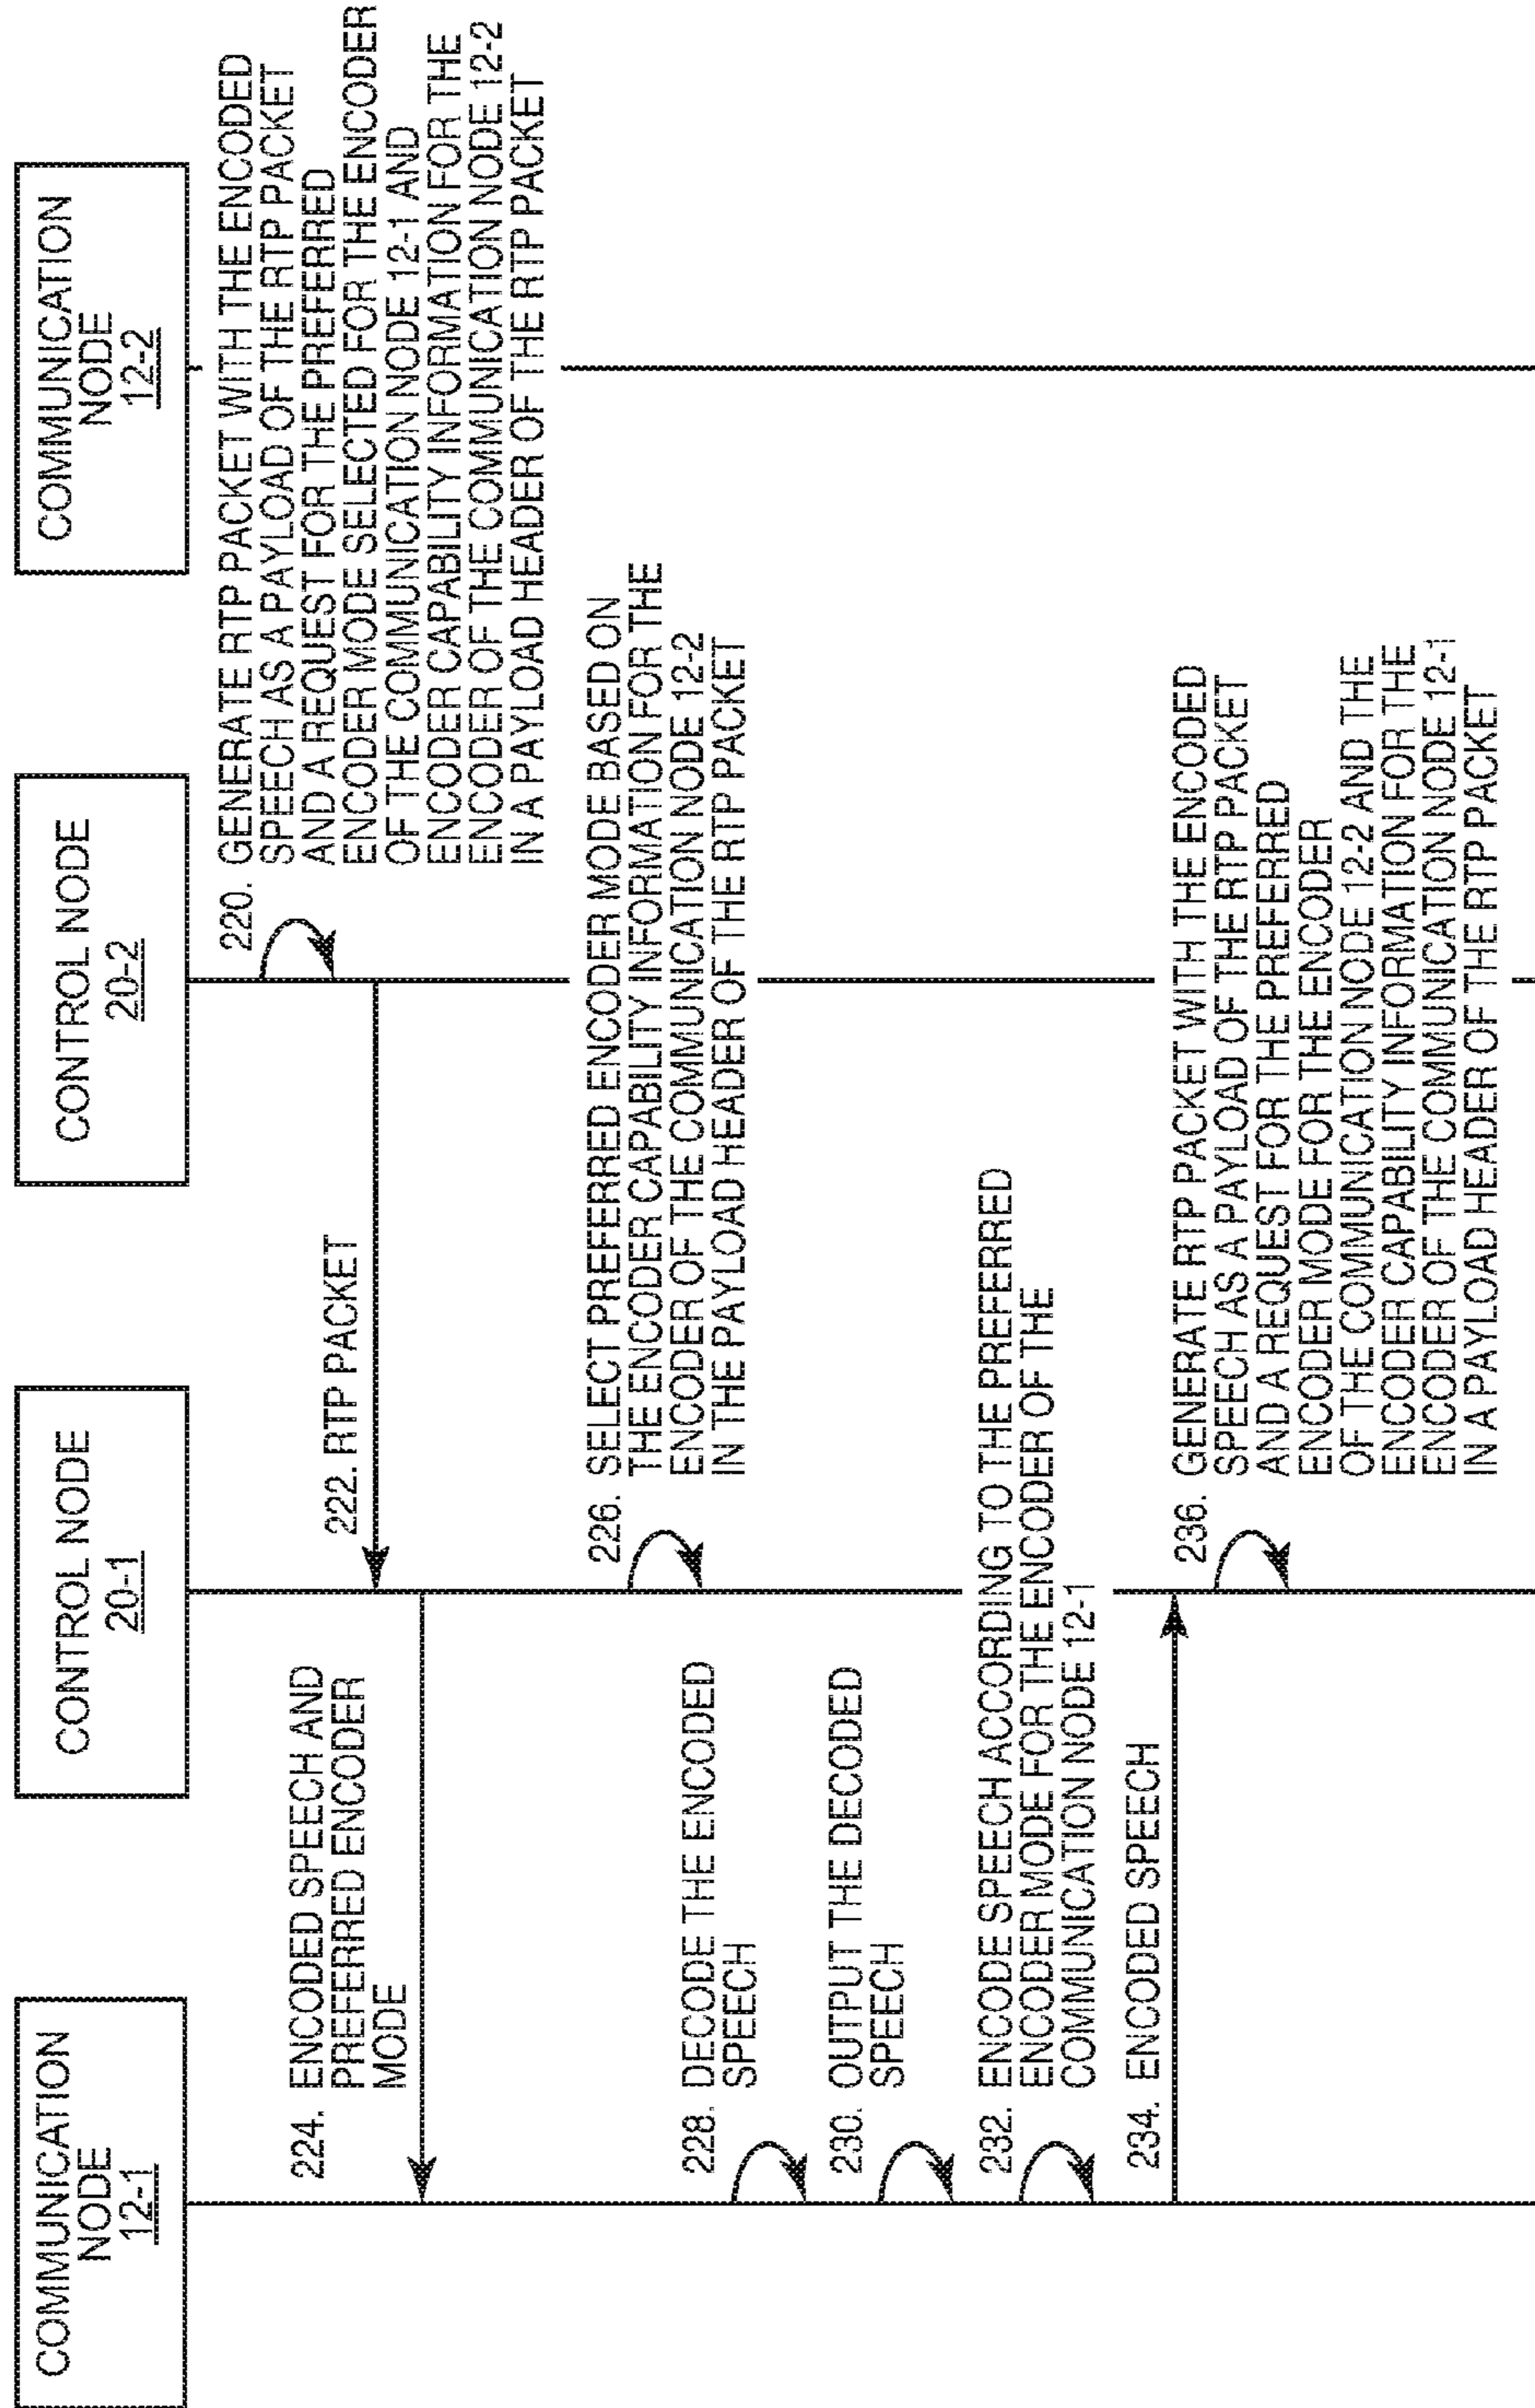 COMMUNICATION
NODE
12-1
CONTROL NODE
20-1
CONTROL NODE
20-2
COMMUNICATION
NODE
12-2
220. GENERATE RTP PACKET WITH THE ENCODED
SPEECH AS A PAYLOAD OF THE RTP PACKET
AND A REQUEST FOR THE PREFERRED
ENCODER MODE SELECTED FOR THE ENCODER
OF THE COMMUNICATION NODE 12-1 AND
ENCODER CAPABILITY INFORMATION FOR THE
ENCODER OF THE COMMUNICATION NODE 12-2
IN A PAYLOAD HEADER OF THE RTP PACKET
222. RTP PACKET
224. ENCODED SPEECH AND
PREFERRED ENCODER
MODE
226. SELECT PREFERRED ENCODER MODE BASED ON
THE ENCODER CAPABILITY INFORMATION FOR THE
ENCODER OF THE COMMUNICATION NODE 12-2
IN THE PAYLOAD HEADER OF THE RTP PACKET
228. DECODE THE ENCODED
SPEECH
230. OUTPUT THE DECODED
SPEECH
232. ENCODE SPEECH ACCORDING TO THE PREFERRED
ENCODER MODE FOR THE ENCODER OF THE
COMMUNICATION NODE 12-1
234. ENCODED SPEECH
236. GENERATE RTP PACKET WITH THE ENCODED
SPEECH AS A PAYLOAD OF THE RTP PACKET
AND A REQUEST FOR THE PREFERRED
ENCODER MODE FOR THE ENCODER
OF THE COMMUNICATION NODE 12-2 AND THE
ENCODER CAPABILITY INFORMATION FOR THE
ENCODER OF THE COMMUNICATION NODE 12-1
IN A PAYLOAD HEADER OF THE RTP PACKET